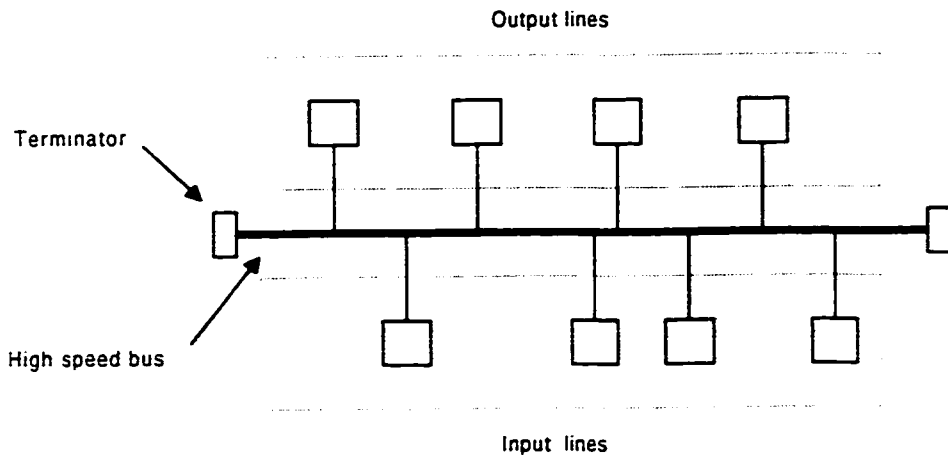 Output lines
Terminator
High speed bus
Input lines